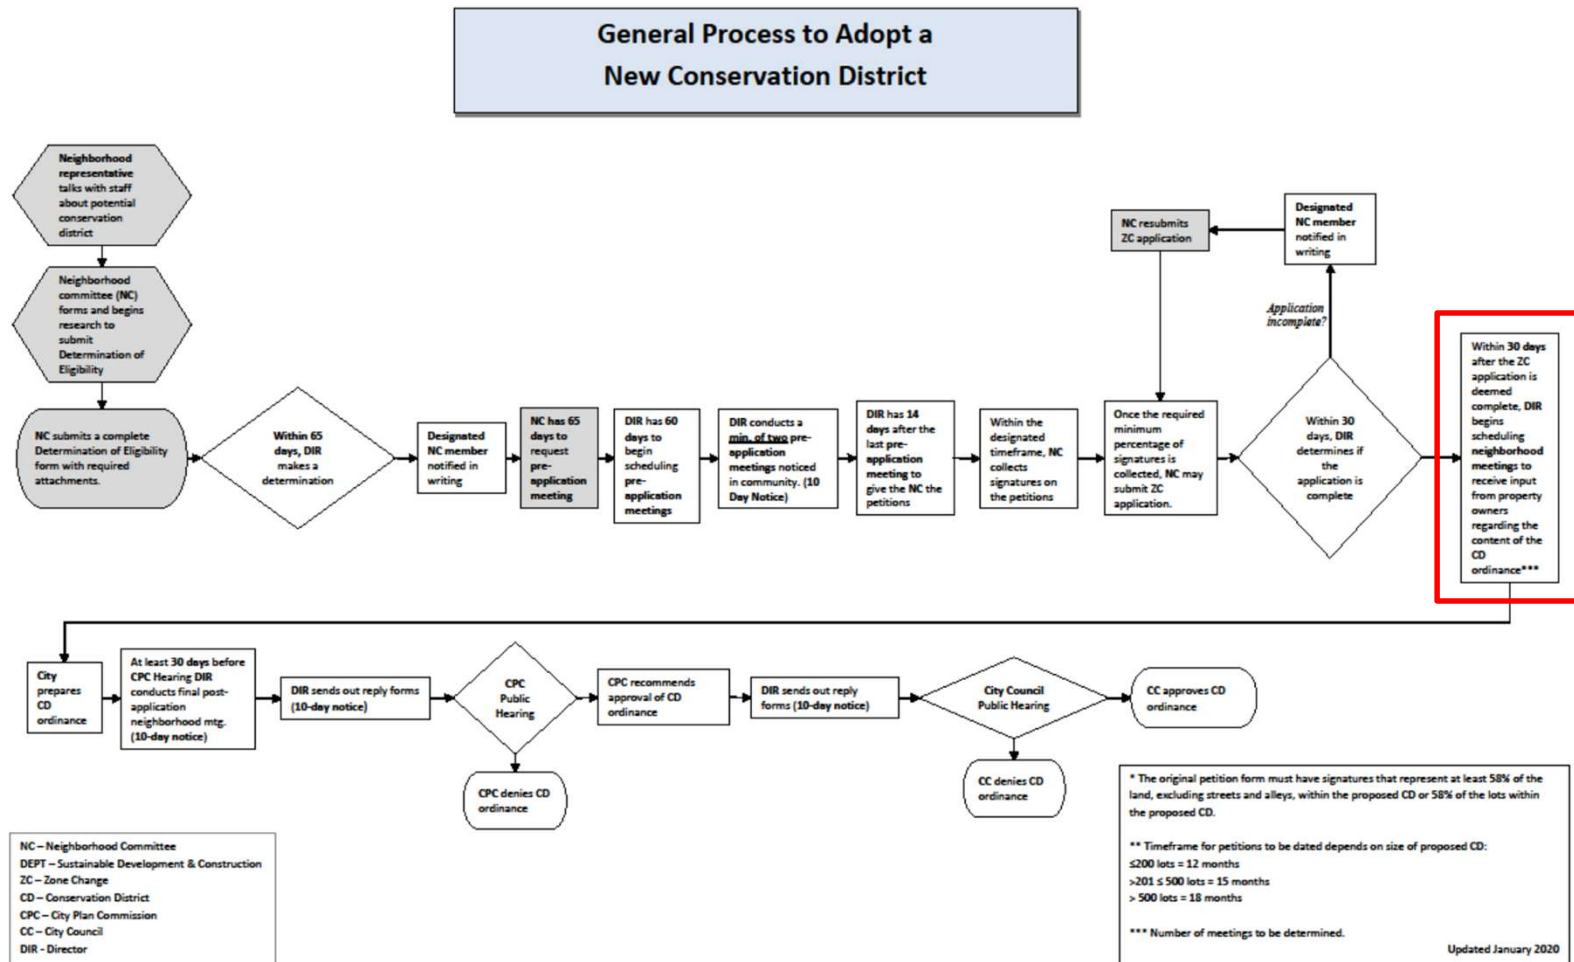 General Process to Adopt a
New Conservation District
Neighborhood
representative
talks with staff
about potential
conservation
district
Neighborhood
committee (NC)
forms and begins
research to
submit
Determination of
Eligibility
NC submits a complete
Determination of Eligibility
form with required
attachments.
Within 65
days, DIR
makes a
determination
Designated
NC member
notified in
writing
NC has 65
days to
request
pre-
application
meeting
DIR has 60
days to
begin
scheduling
pre-
application
meetings
DIR conducts a
min. of two pre-
application
meetings noticed
in community. (10
Day Notice)
DIR has 14
days after the
last pre-
application
meeting to
give the NC the
petitions
Within the
designated
timeframe, NC
collects
signatures on
the petitions
Once the required
minimum
percentage of
signatures is
collected, NC may
submit ZC
application.
NC resubmits
ZC application
Designated
NC member
notified in
writing
Application
incomplete?
Within 30
days, DIR
determines if
the
application is
complete
Within 30 days
after the ZC
application is
deemed
complete, DIR
begins
scheduling
neighborhood
meetings to
receive input
from property
owners
regarding the
content of the
CD
ordinance***
City
prepares
CD
ordinance
At least 30 days before
CPC Hearing DIR
conducts final post-
application
neighborhood mtg.
(10-day notice)
DIR sends out reply forms
(10-day notice)
CPC
Public
Hearing
CPC recommends
approval of CD
ordinance
DIR sends out reply
forms (10-day notice)
City Council
Public Hearing
CC approves CD
ordinance
CPC denies CD
ordinance
CC denies CD
ordinance
NC – Neighborhood Committee
DEPT – Sustainable Development & Construction
ZC – Zone Change
CD – Conservation District
CPC – City Plan Commission
CC – City Council
DIR - Director
* The original petition form must have signatures that represent at least 58% of the
land, excluding streets and alleys, within the proposed CD or 58% of the lots within
the proposed CD.
** Timeframe for petitions to be dated depends on size of proposed CD:
≤200 lots = 12 months
>201 ≤ 500 lots = 15 months
> 500 lots = 18 months
*** Number of meetings to be determined.
Updated January 2020